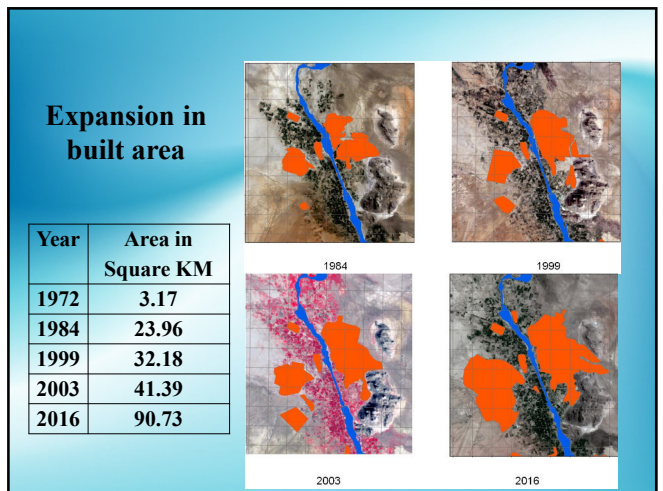 Expansion in
built area
Year Area in
Square KM
1972 3.17
1984 23.96
1999 32.18
2003 41.39
2016 90.73
1984
1999
2003
2016